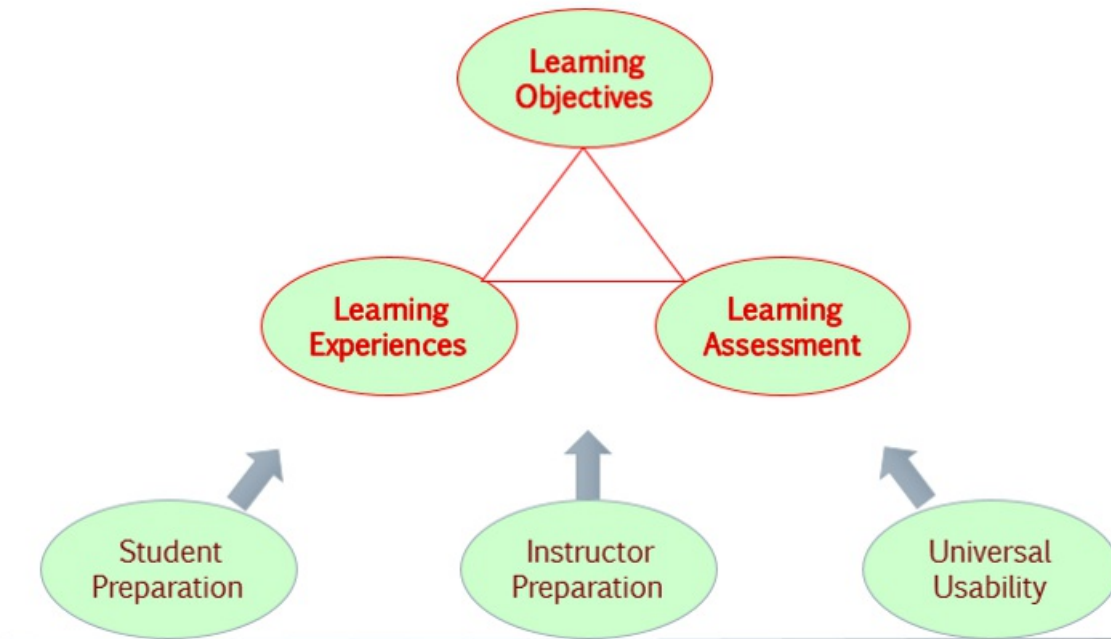 Learning
Objectives
Learning
Experiences
Learning
Assessment
Student
Preparation
Instructor
Preparation
Universal
Usability